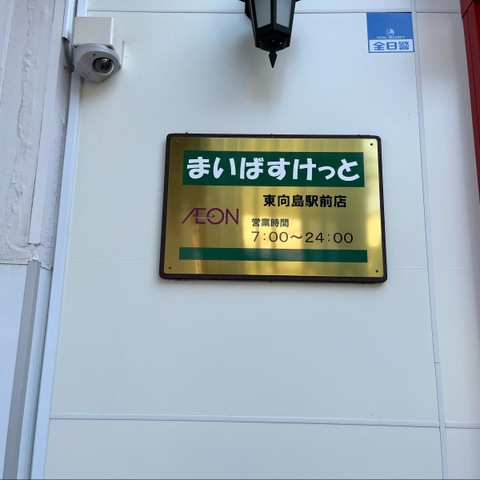 全日警
まいばすけっと
東向島駅前店
AEON
営業時間
7:00～24:00